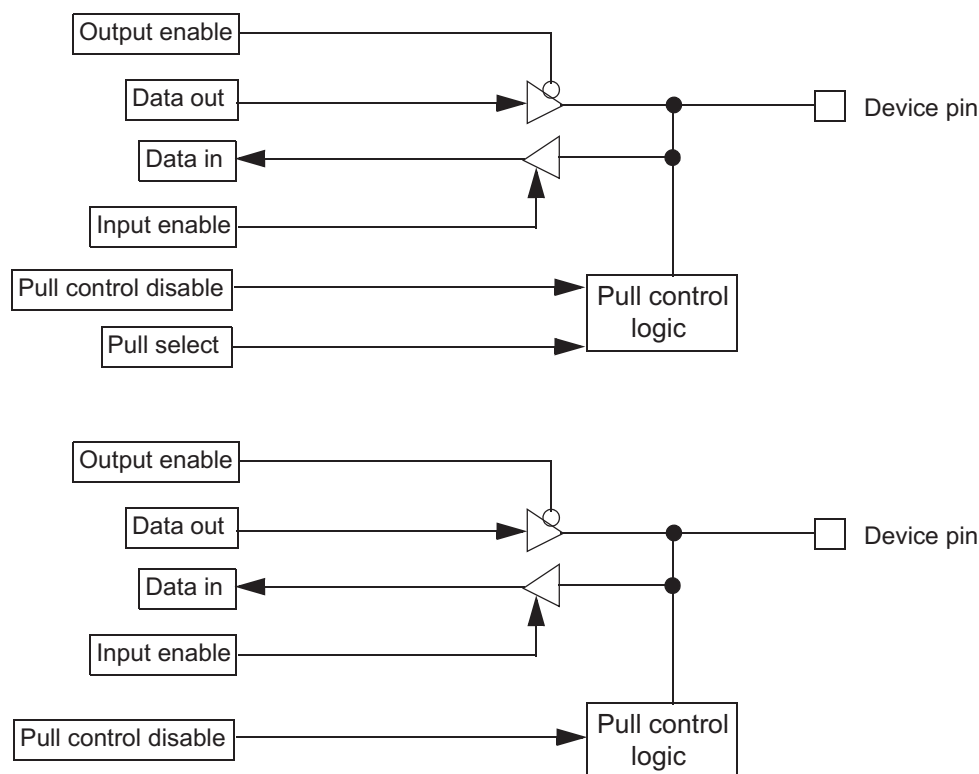 Output enable
Data out
Device pin
Data in
Input enable
Pull control disable
Pull control
logic
Pull select
Output enable
Data out
Device pin
Data in
Input enable
Pull control disable
Pull control
logic